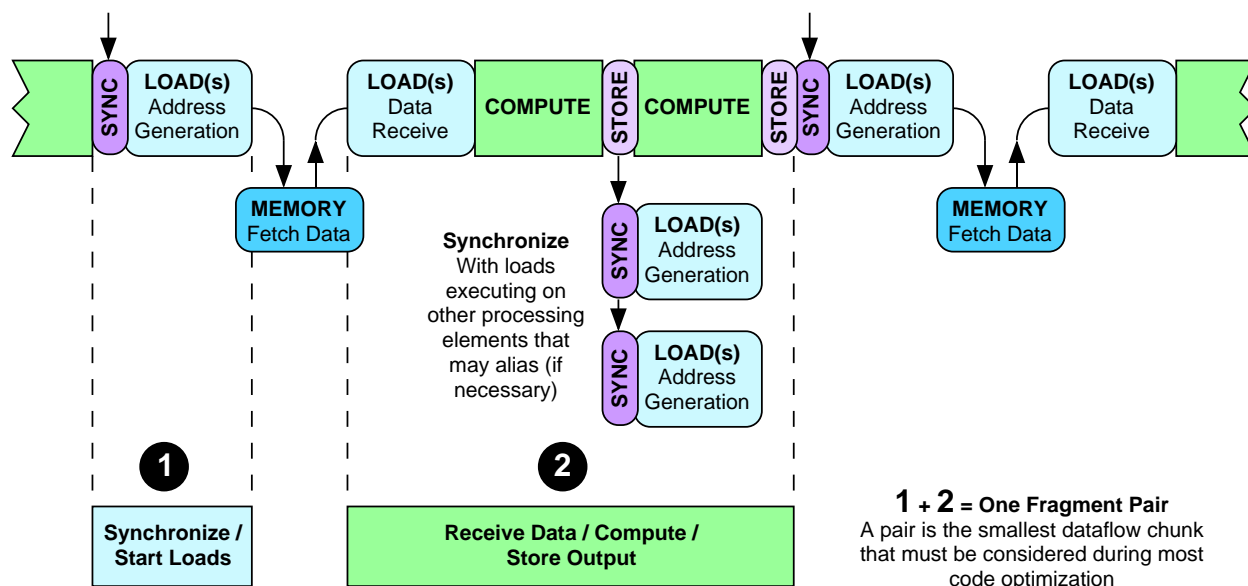 SYNC
LOAD(s)
Address
Generation
MEMORY
Fetch Data
LOAD(s)
Data
Receive
COMPUTE
STORE
COMPUTE
STORE
SYNC
LOAD(s)
Address
Generation
MEMORY
Fetch Data
LOAD(s)
Data
Receive
Synchronize
With loads
executing on
other processing
elements that
may alias (if
necessary)
SYNC
LOAD(s)
Address
Generation
SYNC
LOAD(s)
Address
Generation
1
2
Synchronize /
Start Loads
Receive Data / Compute /
Store Output
1 + 2 = One Fragment Pair
A pair is the smallest dataflow chunk
that must be considered during most
code optimization